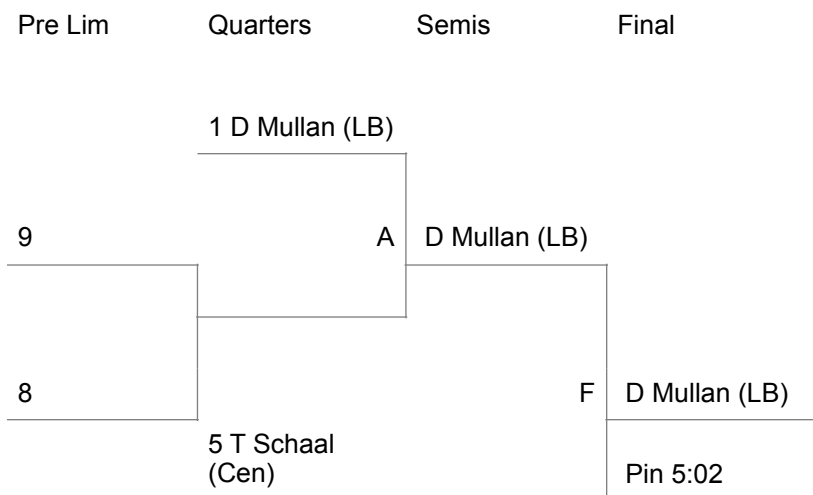 Pre Lim Quarters Semis Final
1 D Mullan (LB)
9 A D Mullan (LB)
8 F D Mullan (LB)
5 T Schaal
(Cen) Pin 5:02